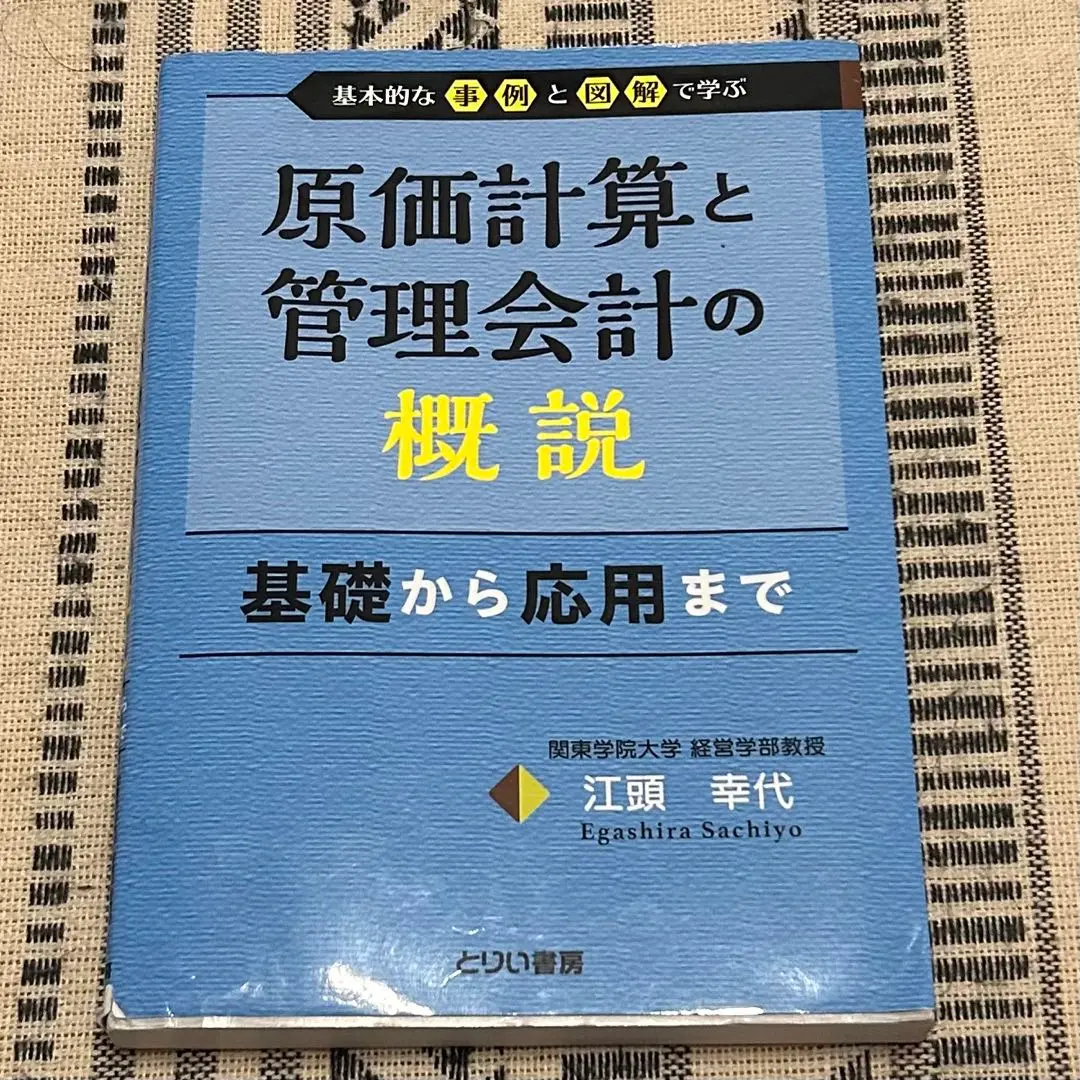 基本的な事例と図解で学ぶ
原価計算と
管理会計の
概説
基礎から応用まで
関東学院大学 経営学部教授
江頭 幸代
Egashira Sachiyo
とりい書房